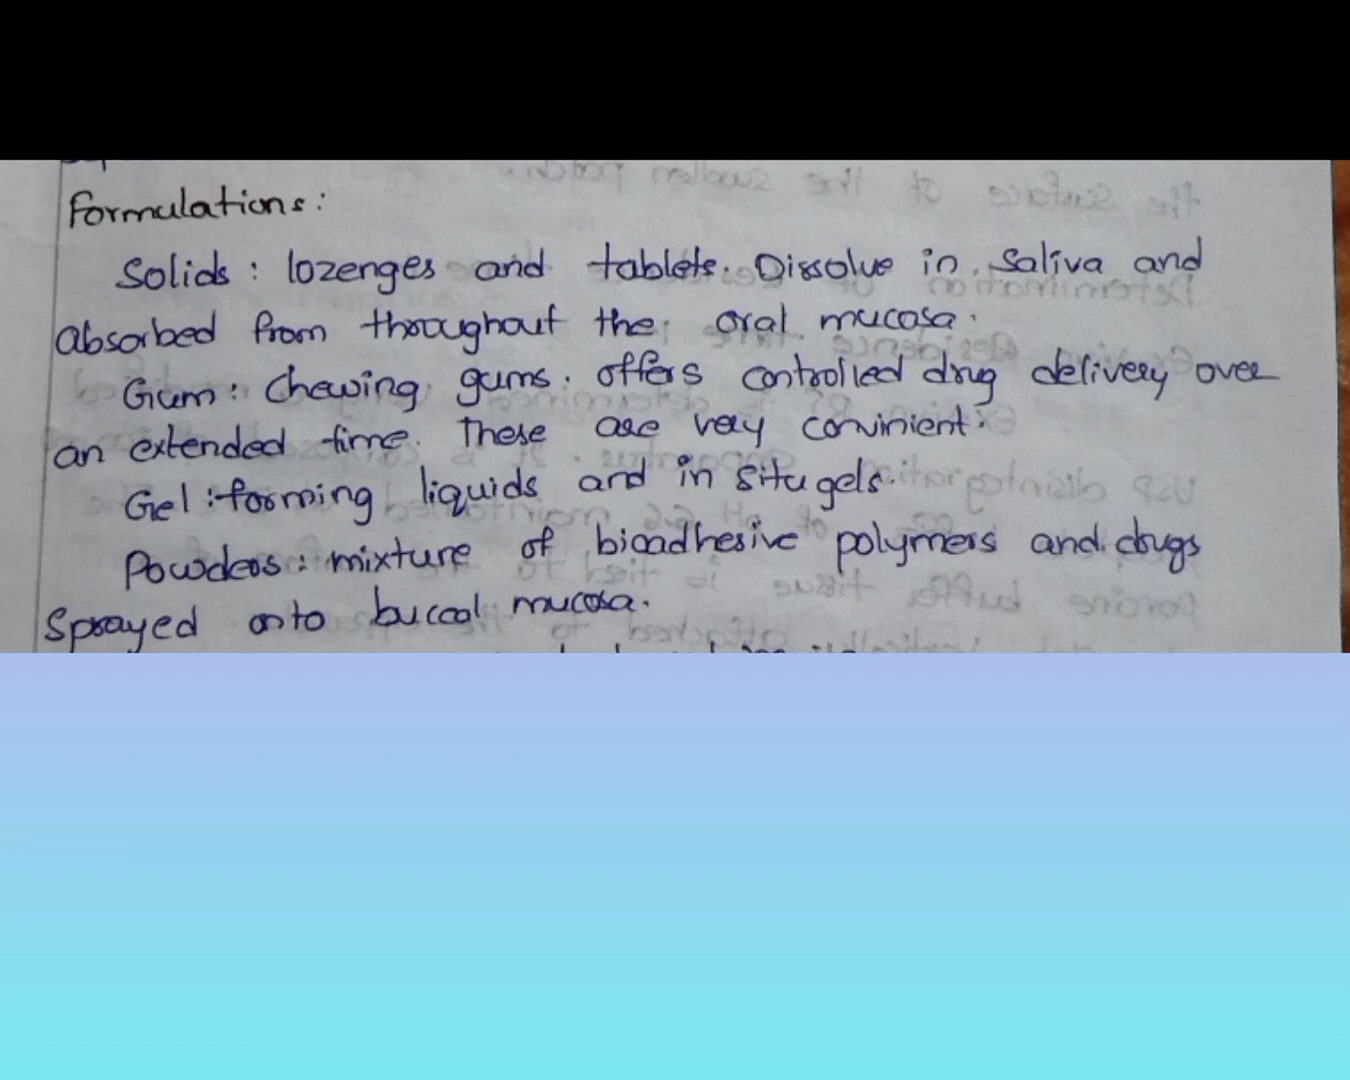 Formulations:
Solids: lozenges and tablets. Dissolve in saliva and
absorbed from throughout the oral mucosa.
Gum: Chewing gums. offers controlled drug delivery over
an extended time. These are very convinient.
Gel:-forming liquids and in situ gels.
Powders: mixture of bioadhesive polymers and drugs
Sprayed onto buccal mucosa.